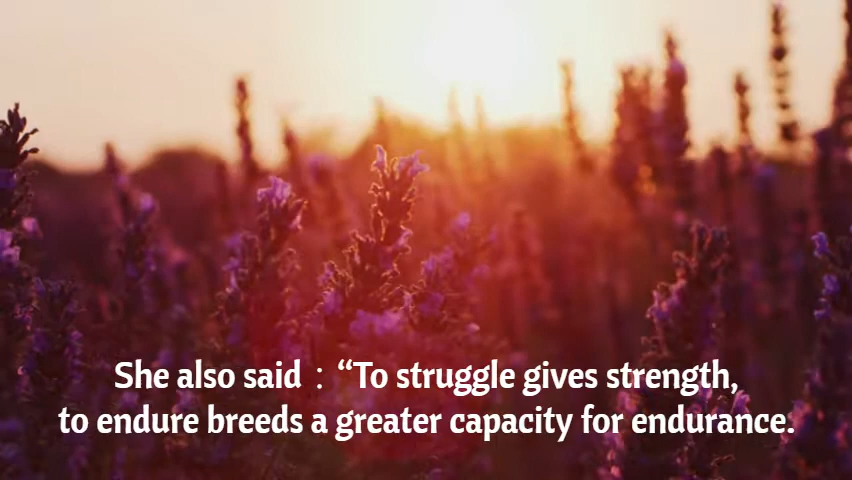 She also said：“To struggle gives strength,
to endure breeds a greater capacity for endurance.